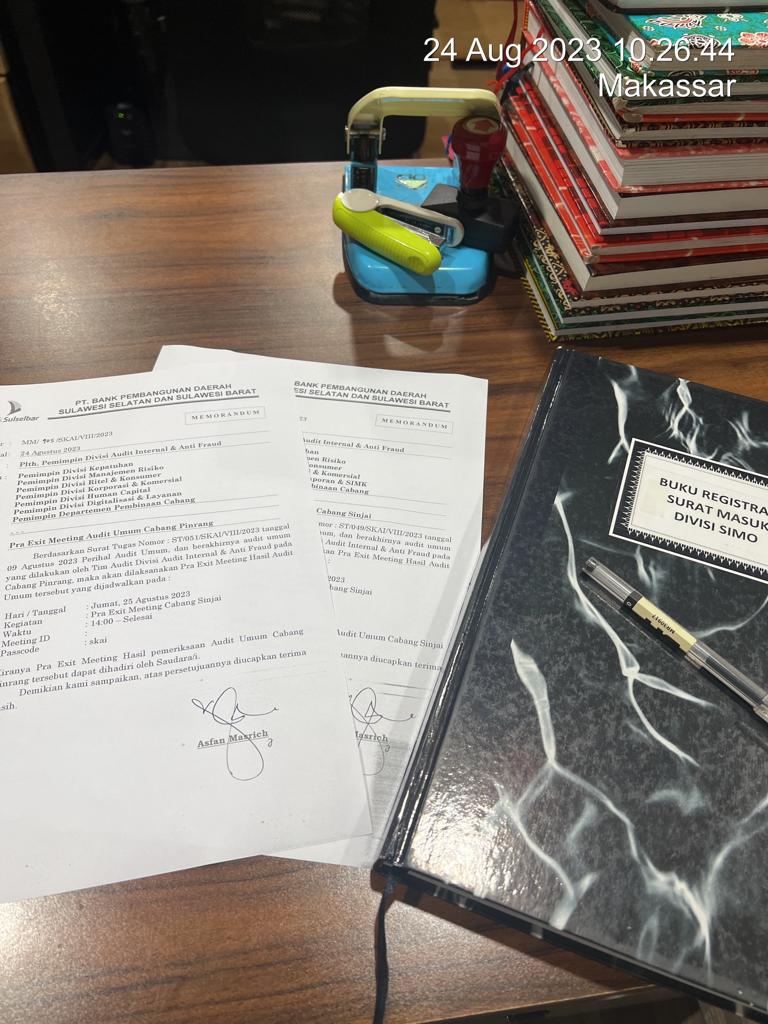 24 Aug 2023 10.26.44
Makassar
Sulselbar
PT. BANK PEMBANGUNAN DAERAH
SULAWESI SELATAN DAN SULAWESI BARAT
MEMORANDUM
: MM/ /SKAI/VIII/2023
: 24 Agustus 2023
: Plth. Pemimpin Divisi Audit Internal & Anti Fraud
: Pemimpin Divisi Kepatuhan
Pemimpin Divisi Manajemen Risiko
Pemimpin Divisi Ritel & Konsumer
Pemimpin Divisi Korporasi & Komersial
Pemimpin Divisi Human Capital
Pemimpin Divisi Digitalisasi & Layanan
Pemimpin Departemen Pembinaan Cabang
Pra Exit Meeting Audit Umum Cabang Pinrang
Berdasarkan Surat Tugas Nomor : ST/051/SKAI/VIII/2023 tanggal
09 Agustus 2023 Perihal Audit Umum, dan berakhirnya audit umum
yang dilakukan oleh Tim Audit Divisi Audit Internal & Anti Fraud pada
Cabang Pinrang, maka akan dilaksanakan Pra Exit Meeting Hasil Audit
Umum tersebut yang dijadwalkan pada :
Hari / Tanggal : Jumat, 25 Agustus 2023
Kegiatan : Pra Exit Meeting Cabang Sinjai
Waktu : 14:00 – Selesai
Meeting ID :
Passcode : skai
Kiranya Pra Exit Meeting Hasil pemeriksaan Audit Umum Cabang
Pinrang tersebut dapat dihadiri oleh Saudara/i.
Demikian kami sampaikan, atas persetujuannya diucapkan terima
sih.
Asfan Masrich
BANK PEMBANGUNAN DAERAH
ESI SELATAN DAN SULAWESI BARAT
MEMORANDUM
Audit Internal & Anti Fraud
men Risiko
onsumer
& Komersial
poran & SIMK
binaan Cabang
Cabang Sinjai
omor : ST/049/SKAI/VIII/2023 tanggal
um, dan berakhirnya audit umum
Audit Internal & Anti Fraud pada
kan Pra Exit Meeting Hasil Audit
2023
bang Sinjai
Audit Umum Cabang Sinjai
annya diucapkan terima
Masrich
BUKU REGISTRA
SURAT MASUK
DIVISI SIMO